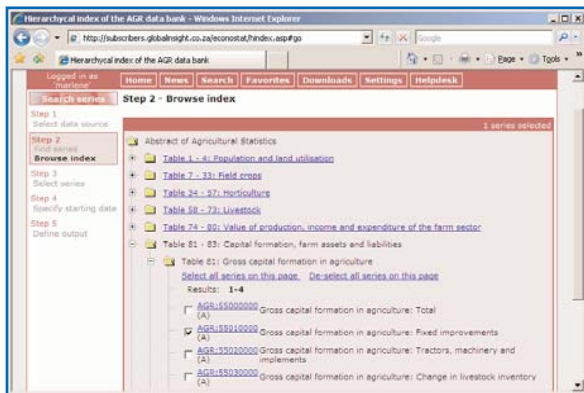 Hierarchycal index of the AGR data bank - Windows Internet Explorer
http://subscribers.globalinsight.co.za/econostat/hindex.asp#go
Google
Hierarchycal index of the AGR data bank
Page
Tools
Logged in as
'marlene'
Home News Search Favorites Downloads Settings Helpdesk
Search series
Step 1
Select data source
Step 2
Find series
Browse index
Step 3
Select series
Step 4
Specify starting date
Step 5
Define output
Step 2 - Browse index
1 series selected
Abstract of Agricultural Statistics
Table 1 - 4: Population and land utilisation
Table 7 - 33: Field crops
Table 34 - 57: Horticulture
Table 58 - 73: Livestock
Table 74 - 80: Value of production, income and expenditure of the farm sector
Table 81 - 83: Capital formation, farm assets and liabilities
Table 81: Gross capital formation in agriculture
Select all series on this page De-select all series on this page
Results: 1-4
AGR:55000000 Gross capital formation in agriculture: Total
(A)
AGR:55010000 Gross capital formation in agriculture: Fixed improvements
(A)
AGR:55020000 Gross capital formation in agriculture: Tractors, machinery and
(A) implements
AGR:55030000 Gross capital formation in agriculture: Change in livestock inventory
(A)